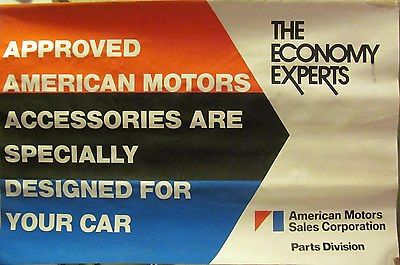 APPROVED
AMERICAN MOTORS
ACCESSORIES ARE
SPECIALLY
DESIGNED FOR
YOUR CAR
THE
ECONOMY
EXPERTS
American Motors
Sales Corporation
Parts Division